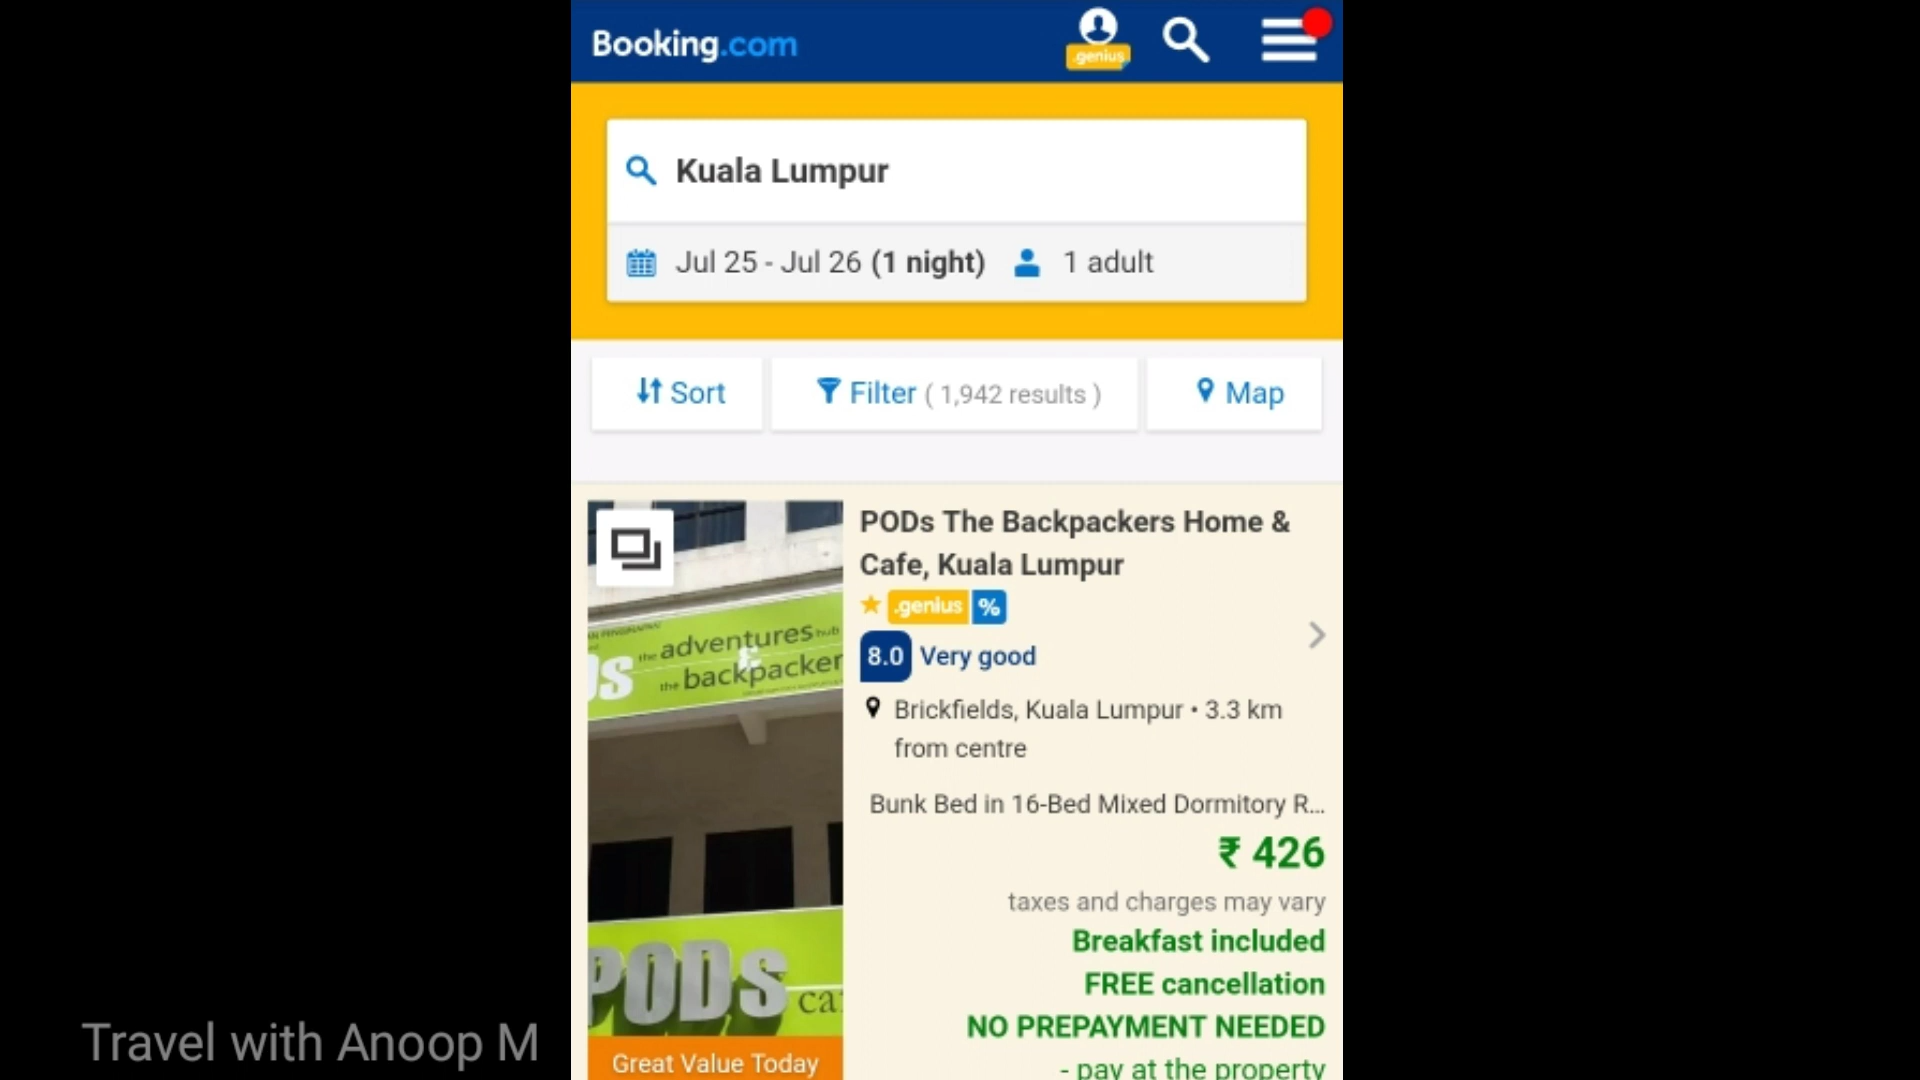 Booking.com
.genius
Kuala Lumpur
Jul 25 - Jul 26 (1 night)
1 adult
Sort
Filter ( 1,942 results )
Map
PODs The Backpackers Home &
Cafe, Kuala Lumpur
.genius %
8.0 Very good
Brickfields, Kuala Lumpur • 3.3 km
from centre
Bunk Bed in 16-Bed Mixed Dormitory R...
₹ 426
taxes and charges may vary
Breakfast included
FREE cancellation
NO PREPAYMENT NEEDED
- pay at the property
the adventures hub
&
the backpacker
PODs
Great Value Today
Travel with Anoop M